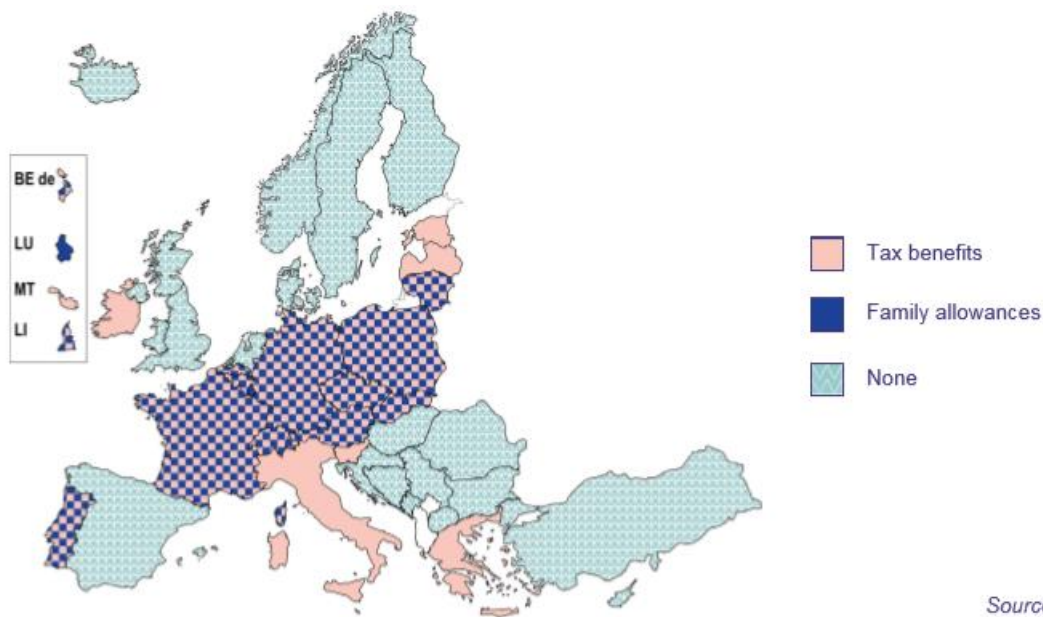 BE de
LU
MT
LI
Tax benefits
Family allowances
None
Source